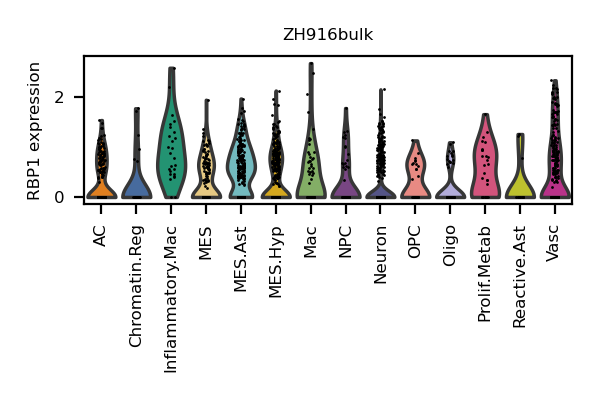 ZH916bulk
RBP1 expression
2
0
AC
Chromatin.Reg
Inflammatory.Mac
MES
MES.Ast
MES.Hyp
Mac
NPC
Neuron
OPC
Oligo
Prolif.Metab
Reactive.Ast
Vasc